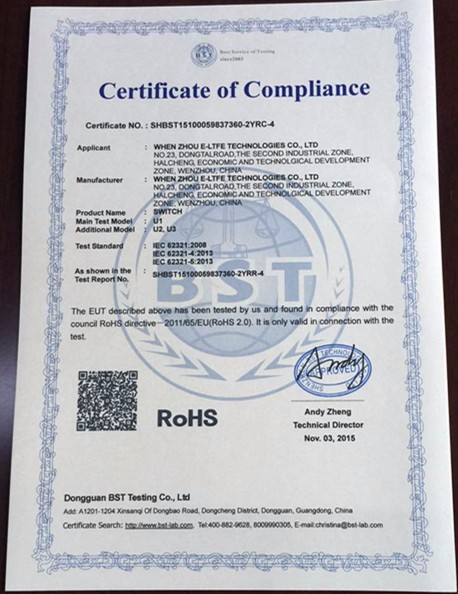 BST
Best Service of Testing
since2003
Certificate of Compliance
Certificate NO. : SHBST15100059837360-2YRC-4
Applicant : WHEN ZHOU E-LTFE TECHNOLOGIES CO., LTD
NO.23, DONGTALROAD,THE SECOND INDUSTRIAL ZONE,
HALCHENG, ECONOMIC AND TECHNOLGICAL DEVELOPMENT
ZONE, WENZHOU, CHINA
Manufacturer : WHEN ZHOU E-LTFE TECHNOLOGIES CO., LTD
NO.23, DONGTALROAD,THE SECOND INDUSTRIAL ZONE,
HALCHENG, ECONOMIC AND TECHNOLGICAL DEVELOPMENT
ZONE, WENZHOU, CHINA
Product Name : SWITCH
Main Test Model : U1
Additional Model : U2, U3
Test Standard : IEC 62321:2008
IEC 62321-4:2013
IEC 62321-5:2013
As shown in the : SHBST15100059837360-2YRR-4
Test Report No.
BST
The EUT described above has been tested by us and found in compliance with the
council RoHS directive—2011/65/EU(RoHS 2.0). It is only valid in connection with the
test.
APPROVED
RoHS
Andy Zheng
Technical Director
Nov. 03, 2015
Dongguan BST Testing Co., Ltd
Add: A1201-1204 Xinsanqi Of Dongbao Road, Dongcheng District, Dongguan, Guangdong, China
Certificate Search: http://www.bst-lab.com, Tel:400-882-9628, 8009990305, E-mail:christina@bst-lab.com